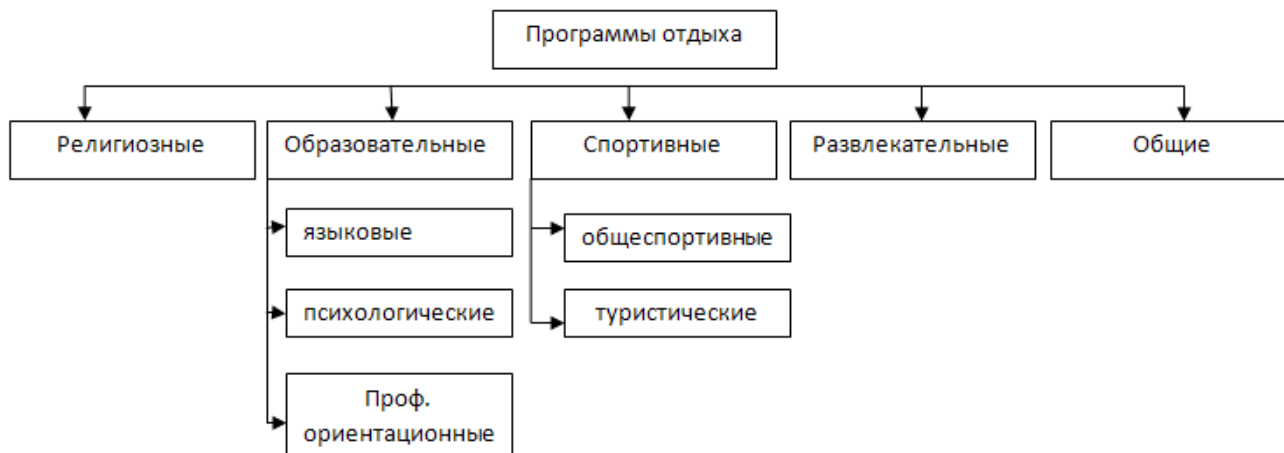 Программы отдыха
Религиозные
Образовательные
Спортивные
Развлекательные
Общие
языковые
общеспортивные
психологические
туристические
Проф.
ориентационные